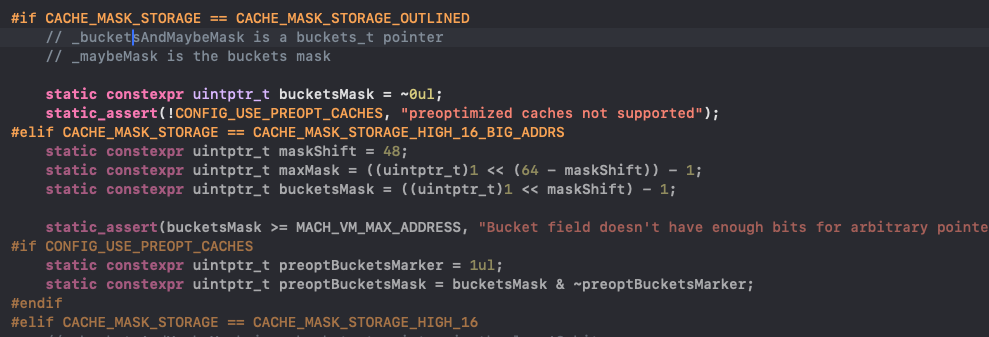 #if CACHE_MASK_STORAGE == CACHE_MASK_STORAGE_OUTLINED
// _bucketsAndMaybeMask is a buckets_t pointer
// _maybeMask is the buckets mask
static constexpr uintptr_t bucketsMask = ~0ul;
static_assert(!CONFIG_USE_PREOPT_CACHES, "preoptimized caches not supported");
#elif CACHE_MASK_STORAGE == CACHE_MASK_STORAGE_HIGH_16_BIG_ADDRS
static constexpr uintptr_t maskShift = 48;
static constexpr uintptr_t maxMask = ((uintptr_t)1 << (64 - maskShift)) - 1;
static constexpr uintptr_t bucketsMask = ((uintptr_t)1 << maskShift) - 1;
static_assert(bucketsMask >= MACH_VM_MAX_ADDRESS, "Bucket field doesn't have enough bits for arbitrary pointe
#if CONFIG_USE_PREOPT_CACHES
static constexpr uintptr_t preoptBucketsMarker = 1ul;
static constexpr uintptr_t preoptBucketsMask = bucketsMask & ~preoptBucketsMarker;
#endif
#elif CACHE_MASK_STORAGE == CACHE_MASK_STORAGE_HIGH_16